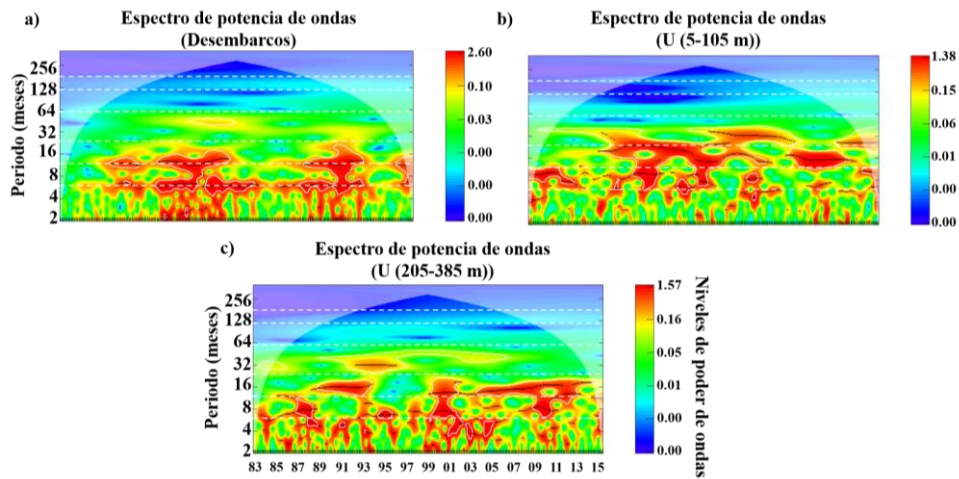 a)
Espectro de potencia de ondas
(Desembarcos)
Periodo (meses)
256
128
64
32
16
8
4
2
2.60
0.10
0.03
0.00
0.00
0.00
b)
Espectro de potencia de ondas
(U (5-105 m))
1.38
0.15
0.06
0.01
0.00
0.00
c)
Espectro de potencia de ondas
(U (205-385 m))
Periodo (meses)
256
128
64
32
16
8
4
2
83 85 87 89 91 93 95 97 99 01 03 05 07 09 11 13 15
1.57
0.16
0.05
0.01
0.00
0.00
Niveles de poder de ondas